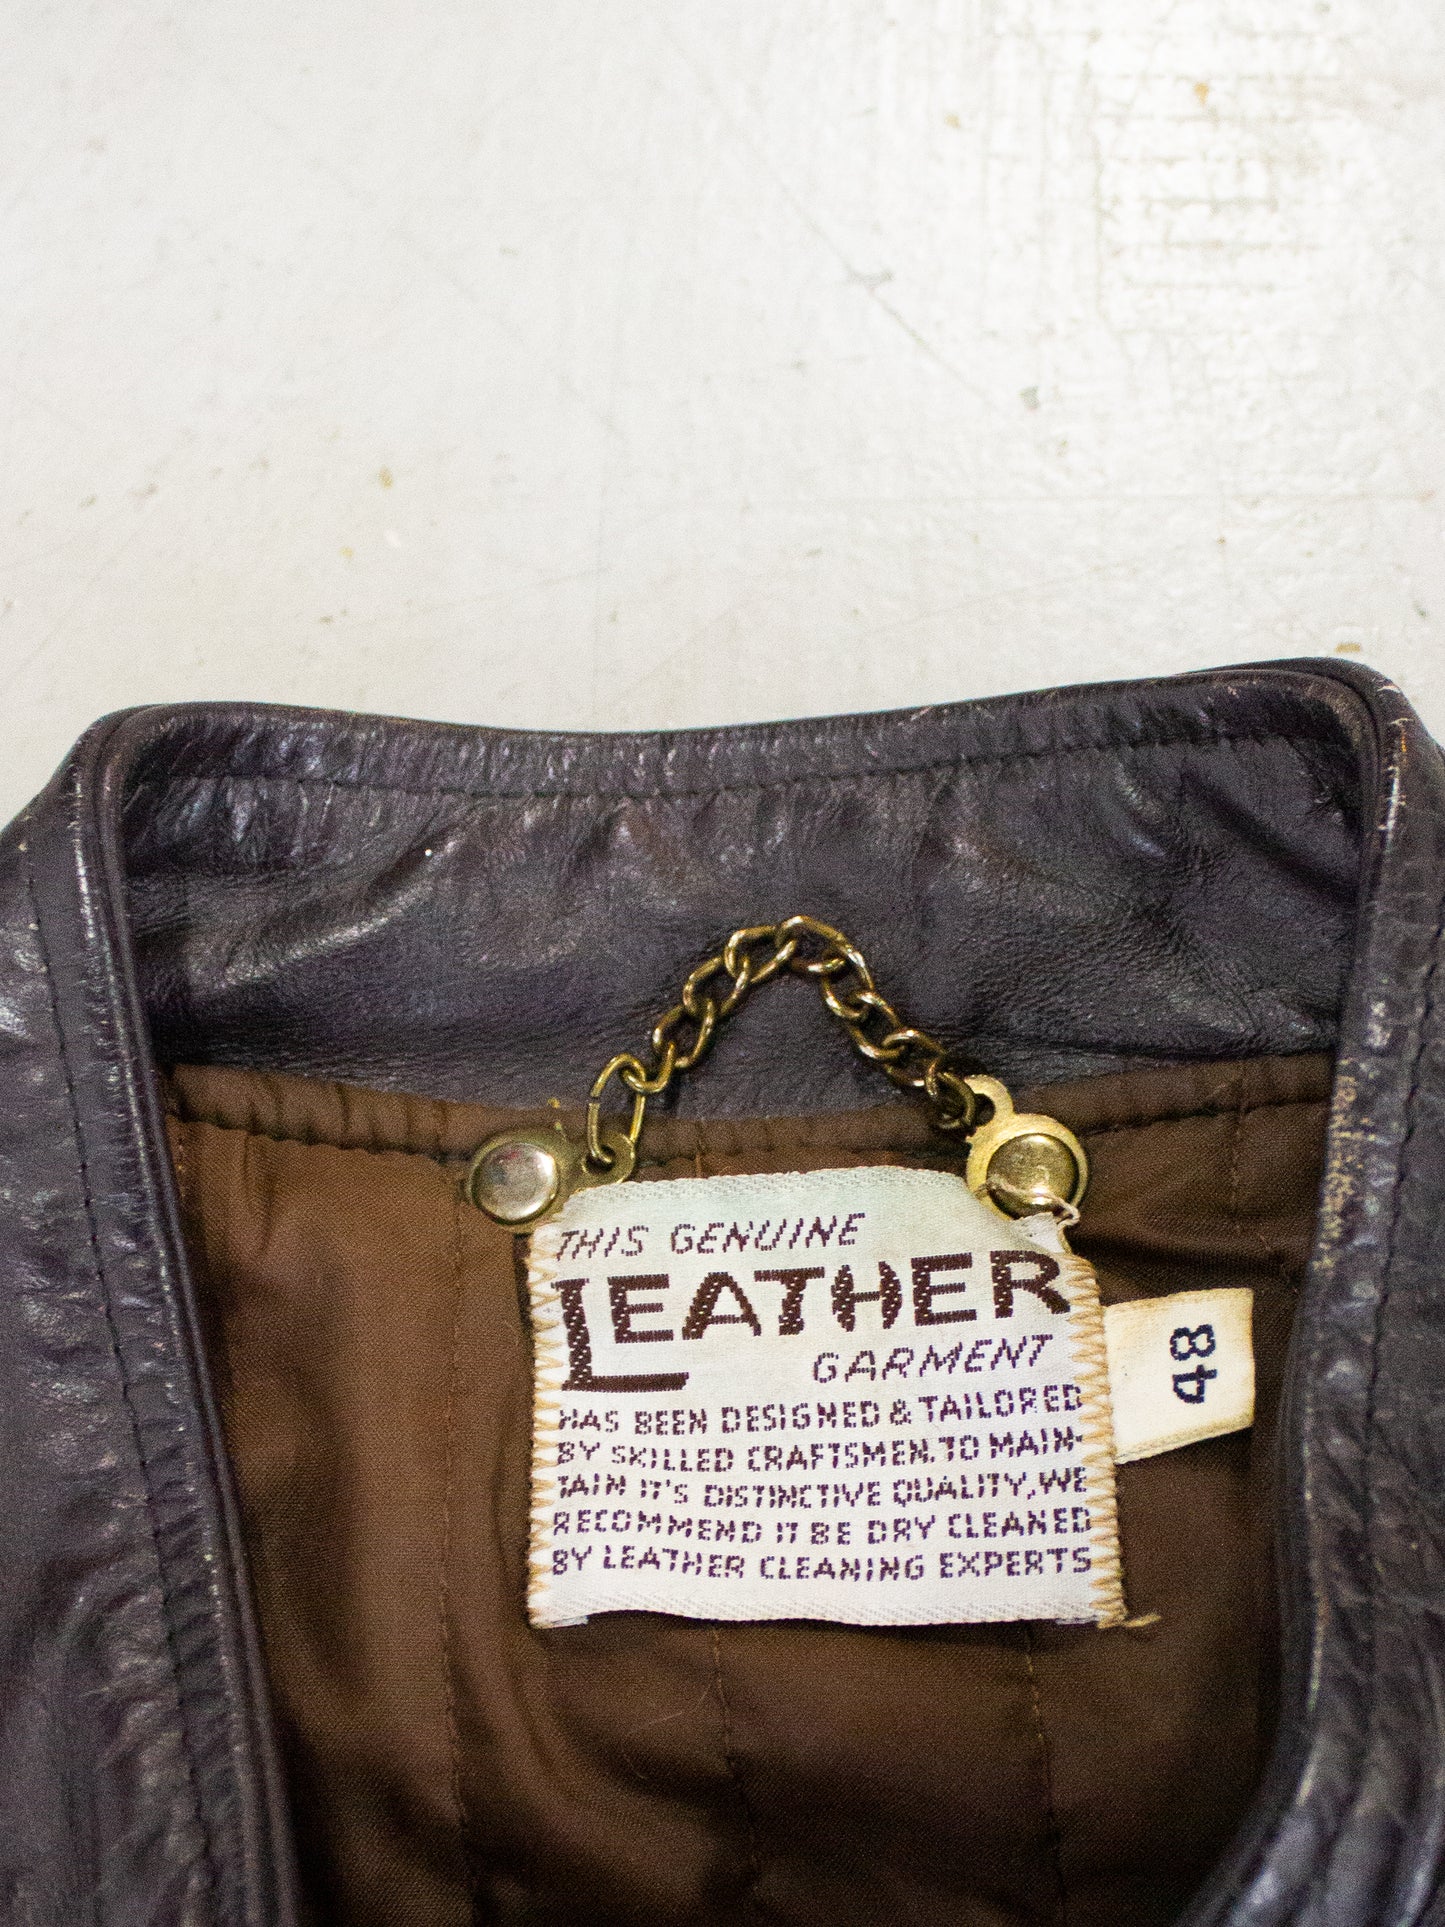 THIS GENUINE
LEATHER
GARMENT
HAS BEEN DESIGNED & TAILORED
BY SKILLED CRAFTSMEN. TO MAIN-
TAIN IT'S DISTINCTIVE QUALITY, WE
RECOMMEND IT BE DRY CLEANED
BY LEATHER CLEANING EXPERTS
48